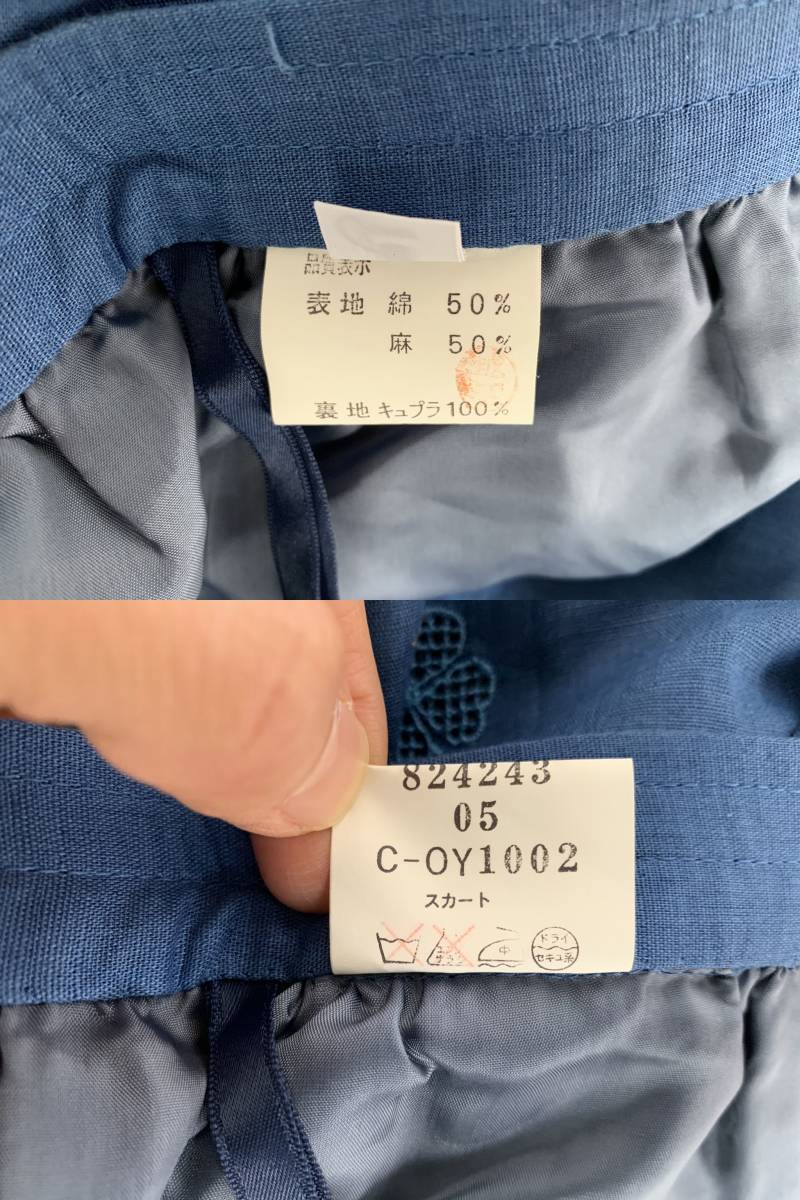 品質表示
表地 綿 50%
麻 50%
裏地 キュプラ100%
824243
05
C-OY1002
スカート
中 ドライ
セキユ系